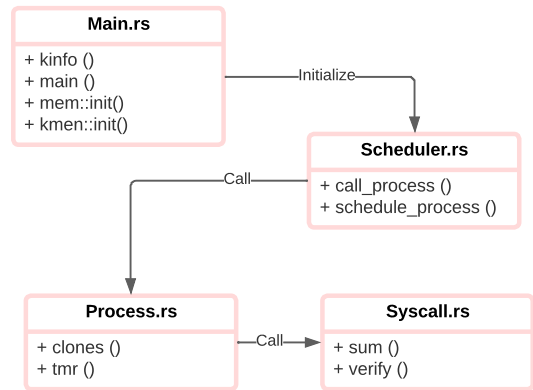 Main.rs
+ kinfo ()
+ main ()
+ mem::init()
+ kmen::init()
Initialize
Scheduler.rs
+ call_process ()
+ schedule_process ()
Call
Process.rs
+ clones ()
+ tmr ()
Call
Syscall.rs
+ sum ()
+ verify ()